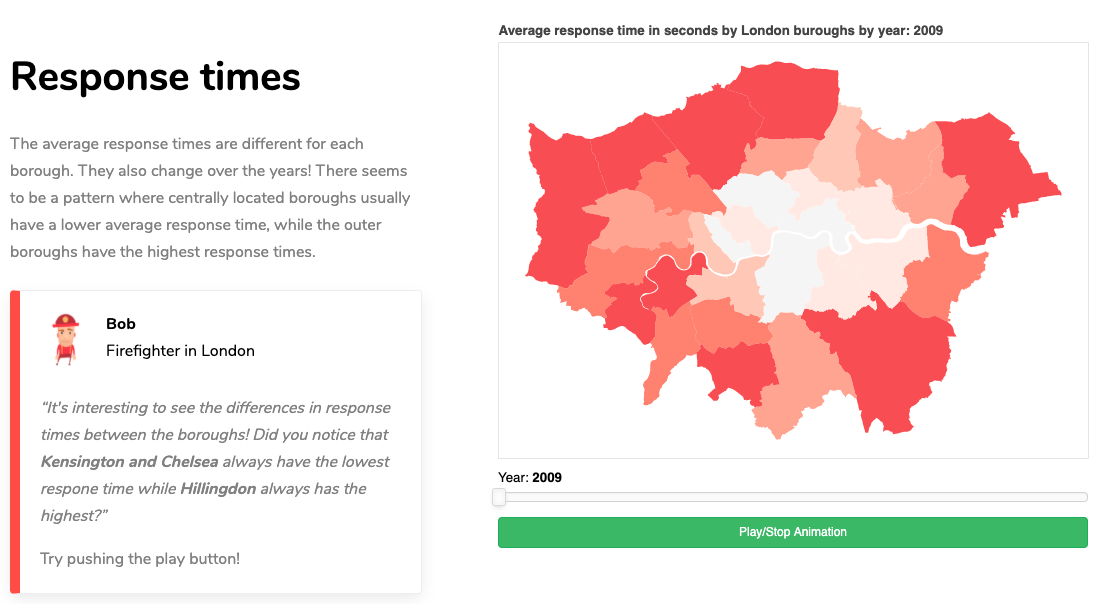 Response times
The average response times are different for each
borough. They also change over the years! There seems
to be a pattern where centrally located boroughs usually
have a lower average response time, while the outer
boroughs have the highest response times.
Bob
Firefighter in London
“It's interesting to see the differences in response
times between the boroughs! Did you notice that
Kensington and Chelsea always have the lowest
respone time while Hillingdon always has the
highest?”
Try pushing the play button!
Average response time in seconds by London buroughs by year: 2009
Year: 2009
Play/Stop Animation